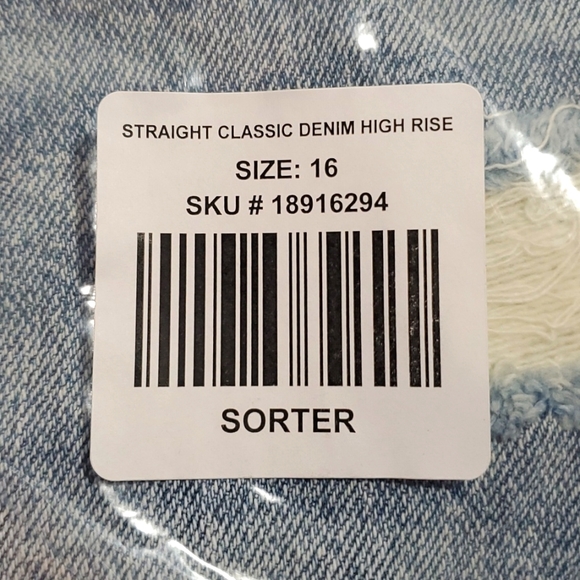 STRAIGHT CLASSIC DENIM HIGH RISE
SIZE: 16
SKU # 18916294
SORTER